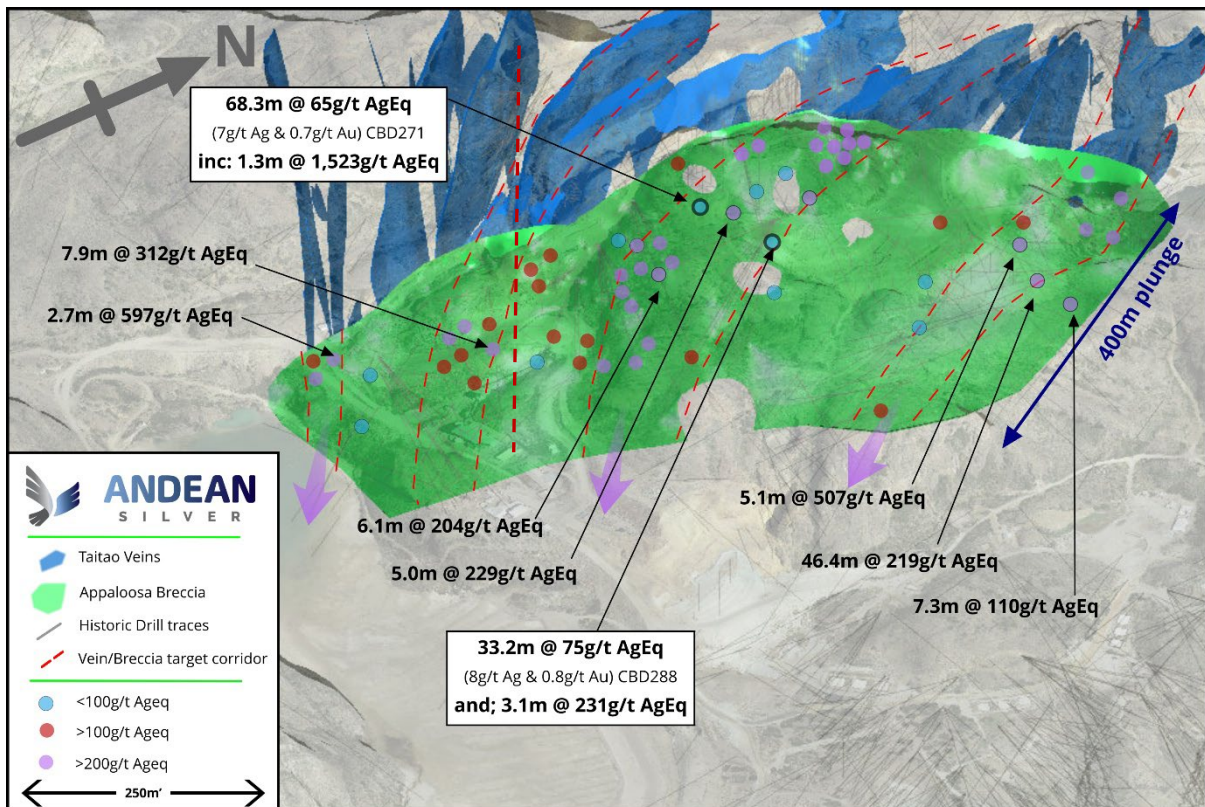 N
68.3m @ 65g/t AgEq
(7g/t Ag & 0.7g/t Au) CBD271
inc: 1.3m @ 1,523g/t AgEq
7.9m @ 312g/t AgEq
2.7m @ 597g/t AgEq
400m plunge
6.1m @ 204g/t AgEq
5.0m @ 229g/t AgEq
5.1m @ 507g/t AgEq
46.4m @ 219g/t AgEq
7.3m @ 110g/t AgEq
33.2m @ 75g/t AgEq
(8g/t Ag & 0.8g/t Au) CBD288
and; 3.1m @ 231g/t AgEq
ANDEAN
SILVER
Taitao Veins
Appaloosa Breccia
Historic Drill traces
Vein/Breccia target corridor
<100g/t Ageq
>100g/t Ageq
>200g/t Ageq
250m'